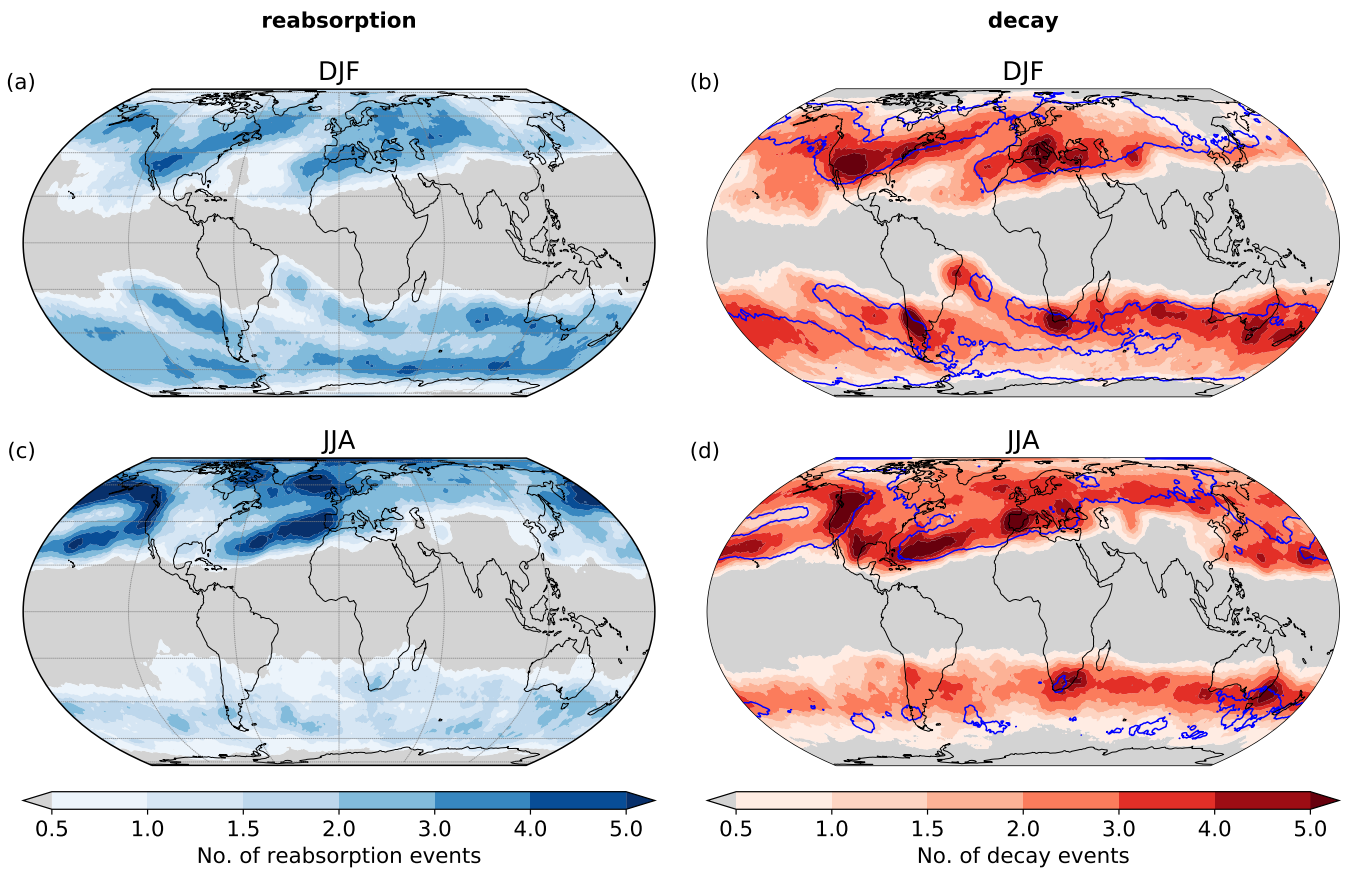 reabsorption
decay
(a)
DJF
(b)
DJF
(c)
JJA
(d)
JJA
0.5 1.0 1.5 2.0 3.0 4.0 5.0
No. of reabsorption events
0.5 1.0 1.5 2.0 3.0 4.0 5.0
No. of decay events